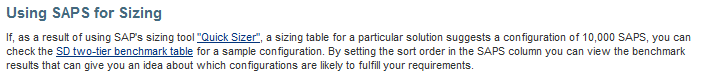 Using SAPS for Sizing
If, as a result of using SAP's sizing tool "Quick Sizer", a sizing table for a particular solution suggests a configuration of 10,000 SAPS, you can
check the SD two-tier benchmark table for a sample configuration. By setting the sort order in the SAPS column you can view the benchmark
results that can give you an idea about which configurations are likely to fulfill your requirements.